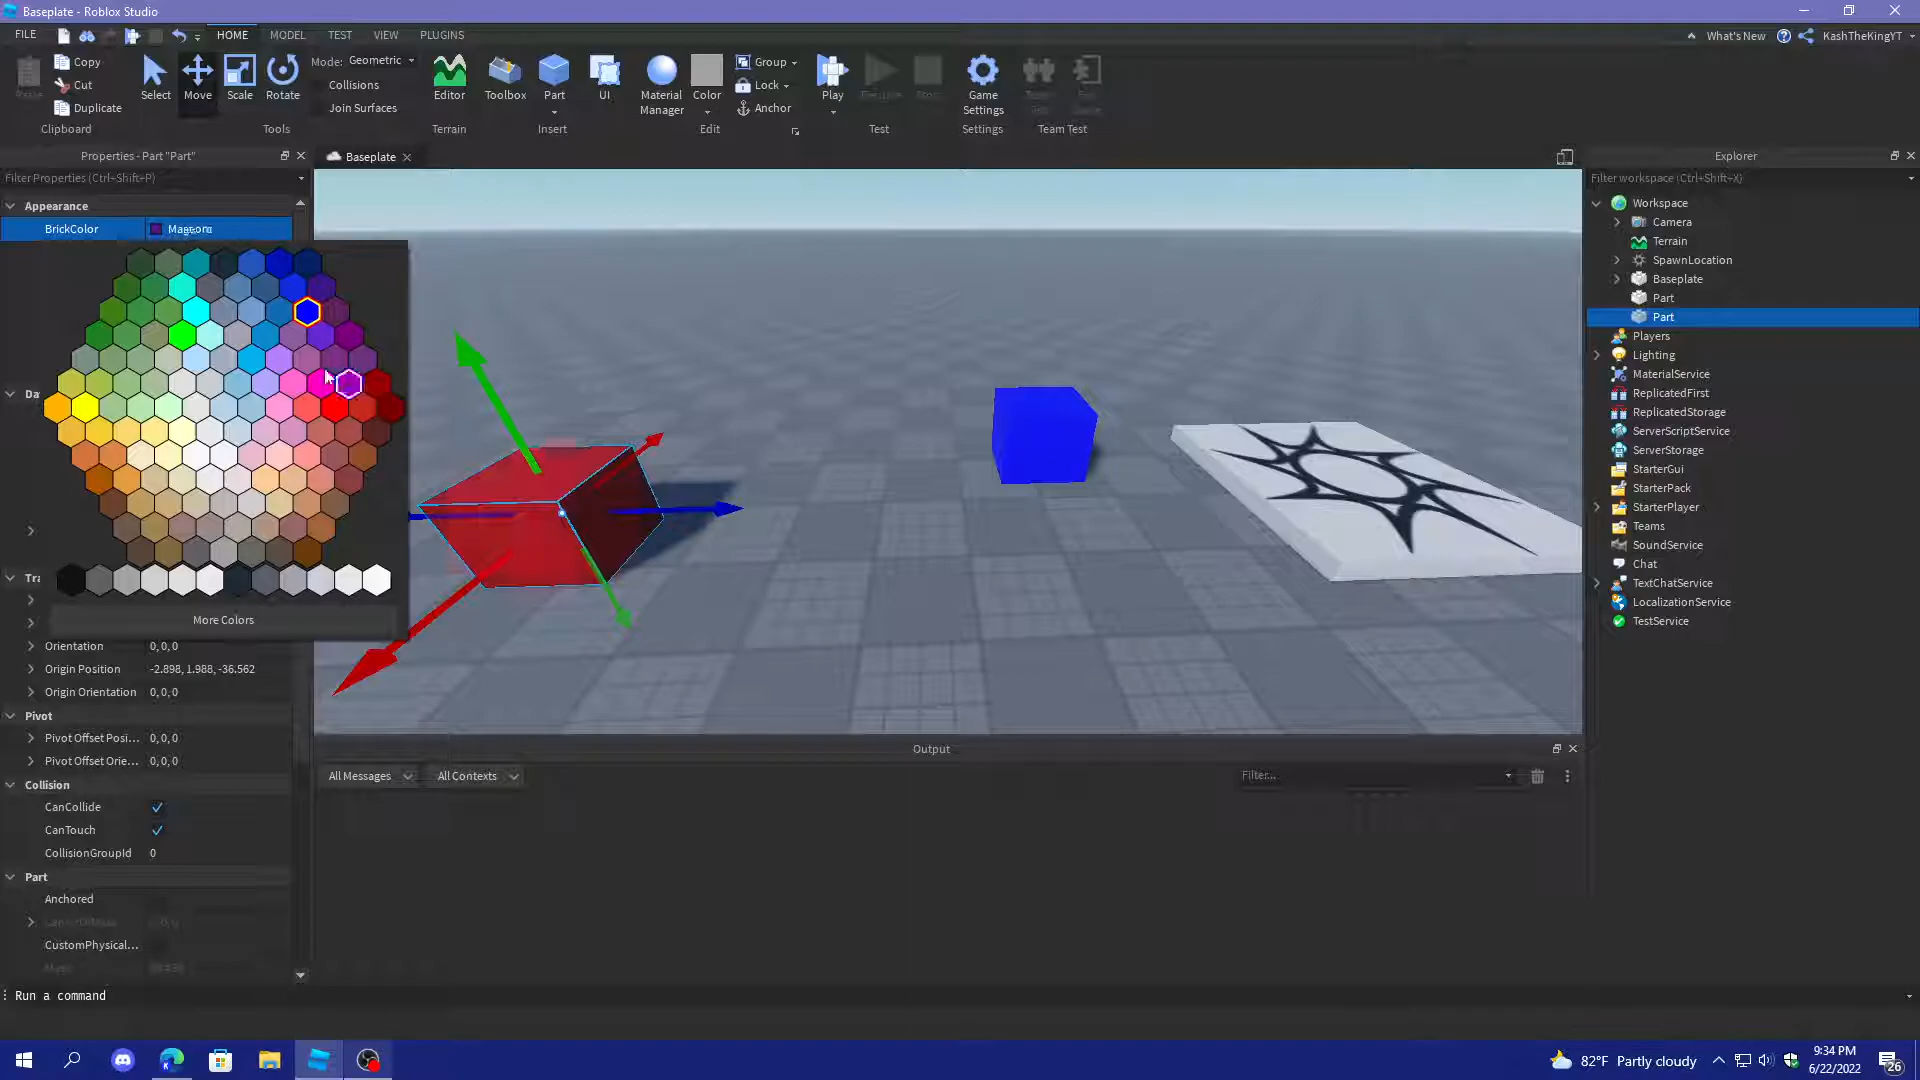 Baseplate - Roblox Studio
FILE HOME MODEL TEST VIEW PLUGINS What's New KashTheKingYT
Copy
Cut
Duplicate
Clipboard
Select Move Scale Rotate
Mode: Geometric
Collisions
Join Surfaces
Tools
Editor
Terrain
Toolbox Part UI
Insert
Material Manager Color
Group
Lock
Anchor
Edit
Play
Test
Game Settings
Settings
Team Test
Properties - Part "Part"
Filter Properties (Ctrl+Shift+P)
Appearance
BrickColor
Da
Tra
More Colors
Orientation 0, 0, 0
Origin Position -2.898, 1.988, -36.562
Origin Orientation 0, 0, 0
Pivot
Pivot Offset Posi... 0, 0, 0
Pivot Offset Orie... 0, 0, 0
Collision
CanCollide
CanTouch
CollisionGroupId 0
Part
Anchored
CustomPhysical...
Run a command
Baseplate
Output
All Messages All Contexts Filter...
Explorer
Filter workspace (Ctrl+Shift+X)
Workspace
Camera
Terrain
SpawnLocation
Baseplate
Part
Part
Players
Lighting
MaterialService
ReplicatedFirst
ReplicatedStorage
ServerScriptService
ServerStorage
StarterGui
StarterPack
StarterPlayer
Teams
SoundService
Chat
TextChatService
LocalizationService
TestService
82°F Partly cloudy
9:34 PM
6/22/2022
26